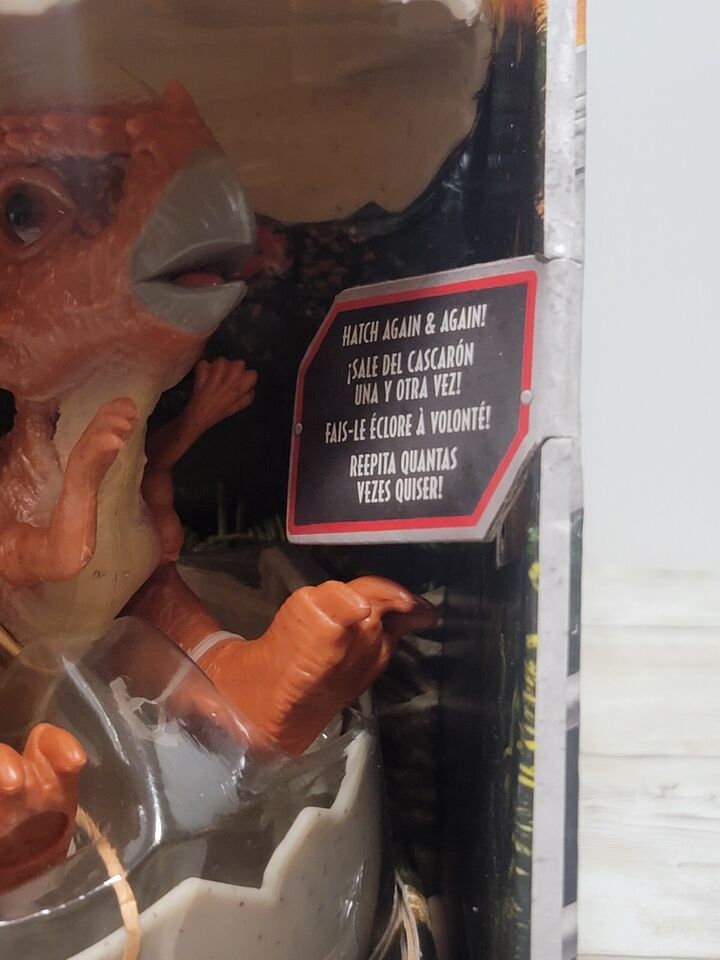 HATCH AGAIN & AGAIN!
¡SALE DEL CASCARÓN
UNA Y OTRA VEZ!
FAIS-LE ÉCLORE À VOLONTÉ!
REEPITA QUANTAS
VEZES QUISER!